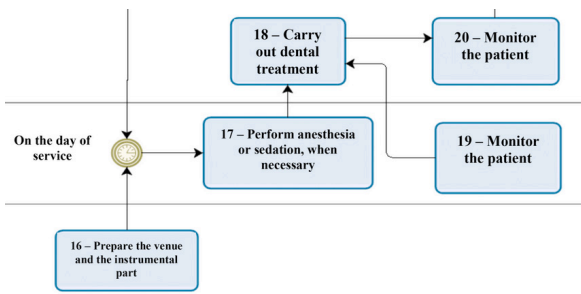 18 – Carry
out dental
treatment
20 – Monitor
the patient
On the day of
service
17 – Perform anesthesia
or sedation, when
necessary
19 – Monitor
the patient
16 – Prepare the venue
and the instrumental
part